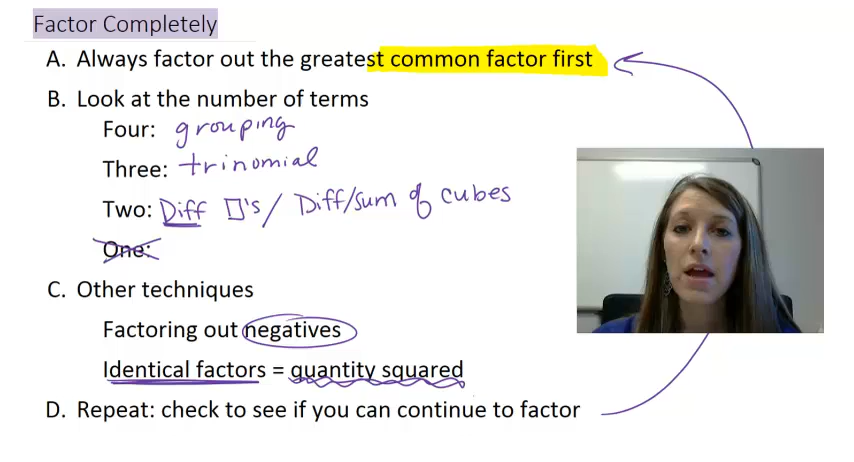 Factor Completely
A. Always factor out the greatest common factor first
B. Look at the number of terms
Four: grouping
Three: trinomial
Two: Diff □'s / Diff/sum of cubes
One:
C. Other techniques
Factoring out negatives
Identical factors = quantity squared
D. Repeat: check to see if you can continue to factor